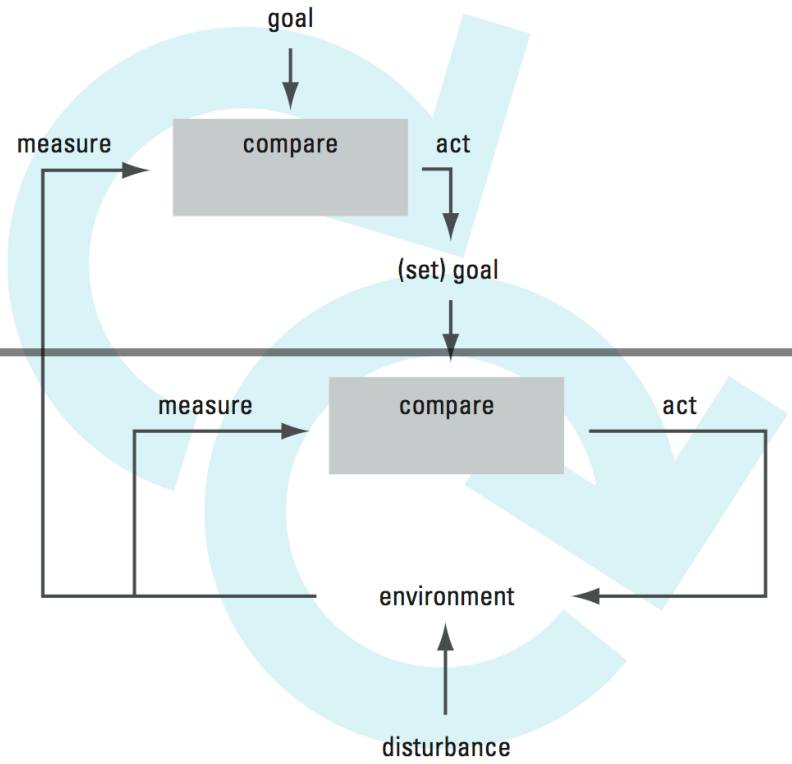 goal
measure
compare
act
(set) goal
measure
compare
act
environment
disturbance